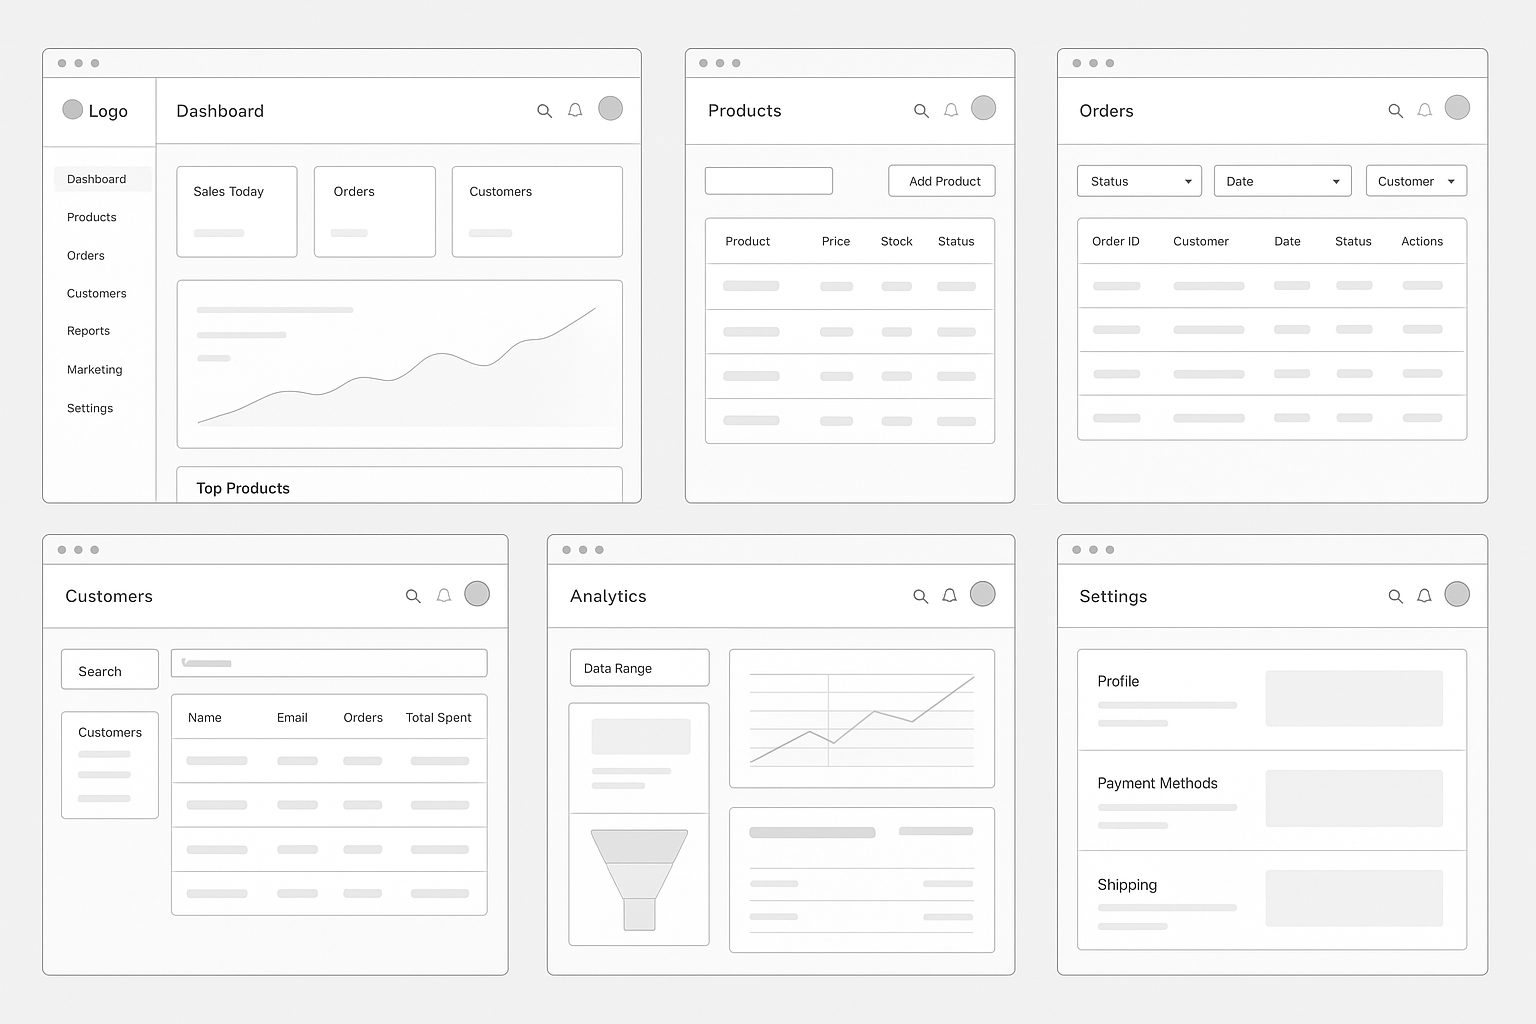 Logo
Dashboard
Products
Orders
Customers
Reports
Marketing
Settings
Dashboard
Sales Today
Orders
Customers
Top Products
Products
Add Product
Product Price Stock Status
Orders
Status Date Customer
Order ID Customer Date Status Actions
Customers
Search
Customers
Name Email Orders Total Spent
Analytics
Data Range
Settings
Profile
Payment Methods
Shipping